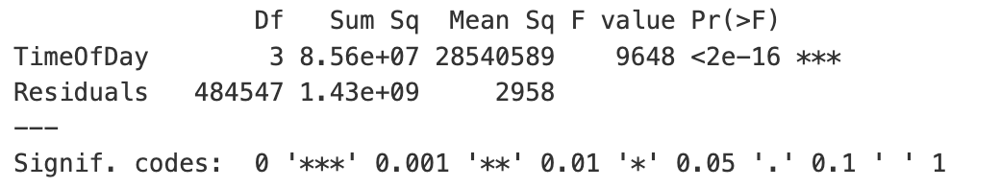 Df   Sum Sq  Mean Sq F value Pr(>F)
TimeOfDay        3 8.56e+07 28540589    9648 <2e-16 ***
Residuals   484547 1.43e+09     2958
---
Signif. codes:  0 '***' 0.001 '**' 0.01 '*' 0.05 '.' 0.1 ' ' 1